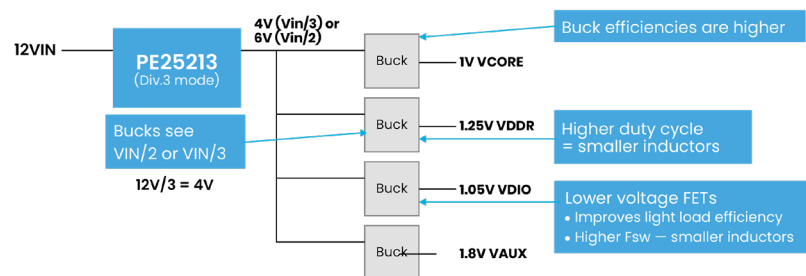 4V (Vin/3) or
6V (Vin/2)
12VIN
PE25213
(Div.3 mode)
Buck
1V VCORE
Buck efficiencies are higher
Bucks see
VIN/2 or VIN/3
12V/3 = 4V
Buck
1.25V VDDR
Higher duty cycle
= smaller inductors
Buck
1.05V VDIO
Lower voltage FETs
• Improves light load efficiency
• Higher Fsw — smaller inductors
Buck
1.8V VAUX